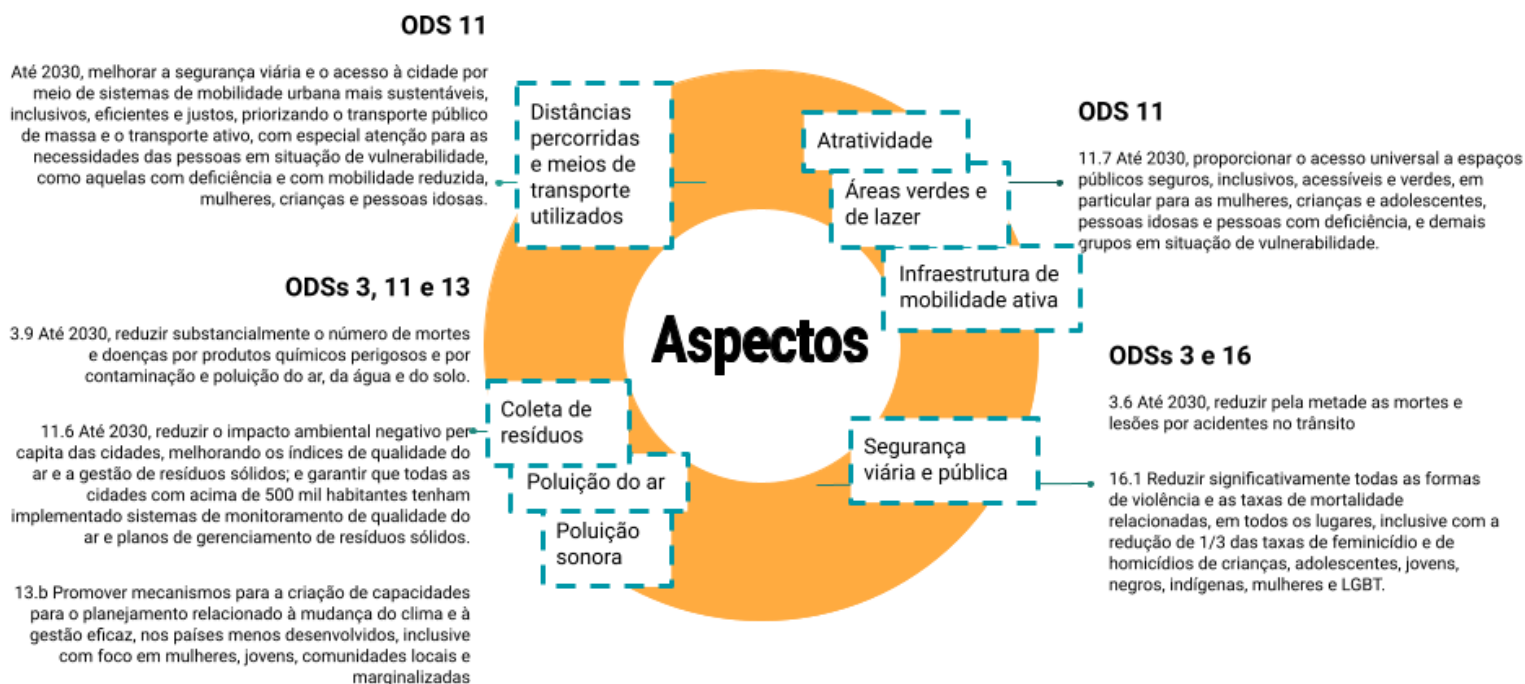 ODS 11
Até 2030, melhorar a segurança viária e o acesso à cidade por
meio de sistemas de mobilidade urbana mais sustentáveis,
inclusivos, eficientes e justos, priorizando o transporte público
de massa e o transporte ativo, com especial atenção para as
necessidades das pessoas em situação de vulnerabilidade,
como aquelas com deficiência e com mobilidade reduzida,
mulheres, crianças e pessoas idosas.
ODSs 3, 11 e 13
3.9 Até 2030, reduzir substancialmente o número de mortes
e doenças por produtos químicos perigosos e por
contaminação e poluição do ar, da água e do solo.
11.6 Até 2030, reduzir o impacto ambiental negativo per
capita das cidades, melhorando os índices de qualidade do
ar e a gestão de resíduos sólidos; e garantir que todas as
cidades com acima de 500 mil habitantes tenham
implementado sistemas de monitoramento de qualidade do
ar e planos de gerenciamento de resíduos sólidos.
13.b Promover mecanismos para a criação de capacidades
para o planejamento relacionado à mudança do clima e à
gestão eficaz, nos países menos desenvolvidos, inclusive
com foco em mulheres, jovens, comunidades locais e
marginalizadas
Distâncias
percorridas
e meios de
transporte
utilizados
Atratividade
Áreas verdes e
de lazer
Infraestrutura de
mobilidade ativa
Aspectos
Coleta de
resíduos
Poluição do ar
Poluição
sonora
Segurança
viária e pública
ODS 11
11.7 Até 2030, proporcionar o acesso universal a espaços
públicos seguros, inclusivos, acessíveis e verdes, em
particular para as mulheres, crianças e adolescentes,
pessoas idosas e pessoas com deficiência, e demais
grupos em situação de vulnerabilidade.
ODSs 3 e 16
3.6 Até 2030, reduzir pela metade as mortes e
lesões por acidentes no trânsito
16.1 Reduzir significativamente todas as formas
de violência e as taxas de mortalidade
relacionadas, em todos os lugares, inclusive com a
redução de 1/3 das taxas de feminicídio e de
homicídios de crianças, adolescentes, jovens,
negros, indígenas, mulheres e LGBT.